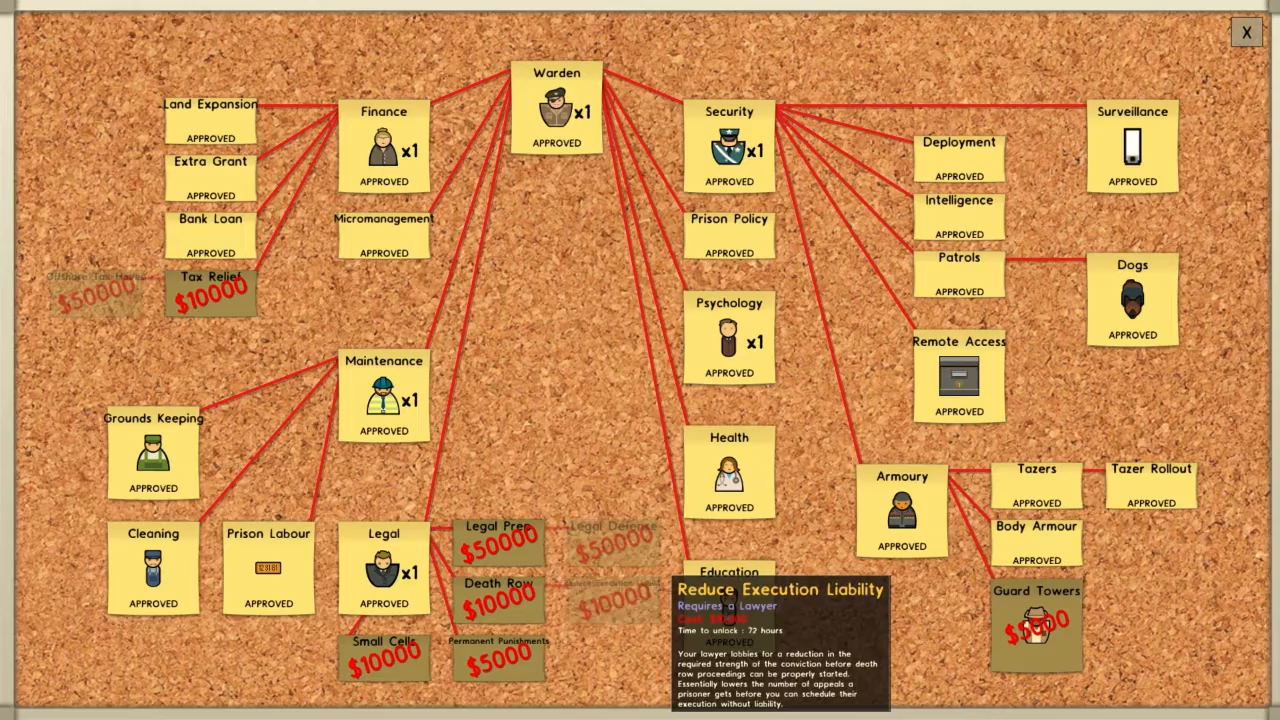 X
Warden
x1
APPROVED
Land Expansion
APPROVED
Finance
x1
APPROVED
Security
x1
APPROVED
Surveillance
APPROVED
Deployment
APPROVED
Extra Grant
APPROVED
Intelligence
APPROVED
Bank Loan
APPROVED
Micromanagement
APPROVED
Prison Policy
APPROVED
Patrols
APPROVED
Dogs
APPROVED
$50000
Tax Relief
$10000
Psychology
x1
APPROVED
Remote Access
APPROVED
Maintenance
x1
APPROVED
Grounds Keeping
APPROVED
Health
APPROVED
Armoury
APPROVED
Tazers
APPROVED
Tazer Rollout
APPROVED
Cleaning
APPROVED
Prison Labour
APPROVED
Legal
x1
APPROVED
Legal Prep
$50000
Legal Defense
$50000
Body Armour
APPROVED
Death Row
$10000
$10000
Education
APPROVED
Guard Towers
$5000
Small Cells
$10000
Permanent Punishments
$5000
Reduce Execution Liability
Requires a Lawyer
Time to unlock : 72 hours
Your lawyer lobbies for a reduction in the
required strength of the conviction before death
row proceedings can be properly started.
Essentially lowers the number of appeals a
prisoner gets before you can schedule their
execution without liability.